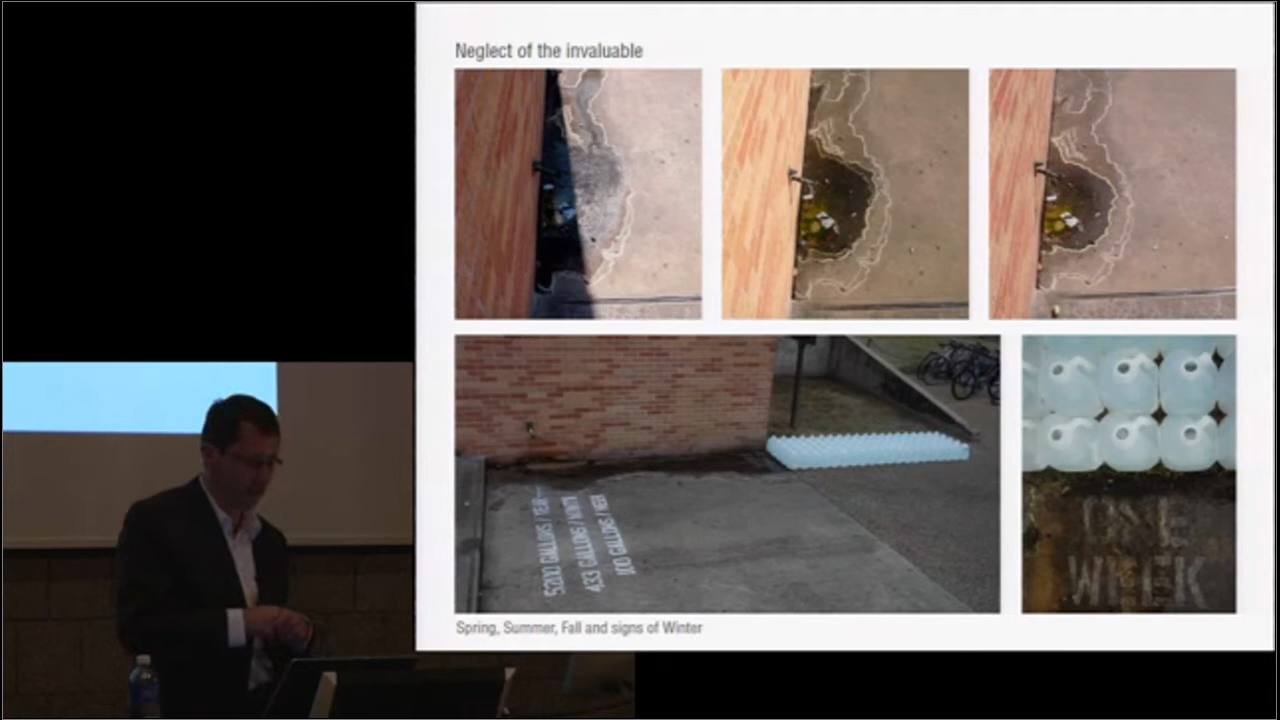 Neglect of the invaluable
5200 GALLONS / YEAR
433 GALLONS / MONTH
100 GALLONS / WEEK
ONE
WEEK
Spring, Summer, Fall and signs of Winter